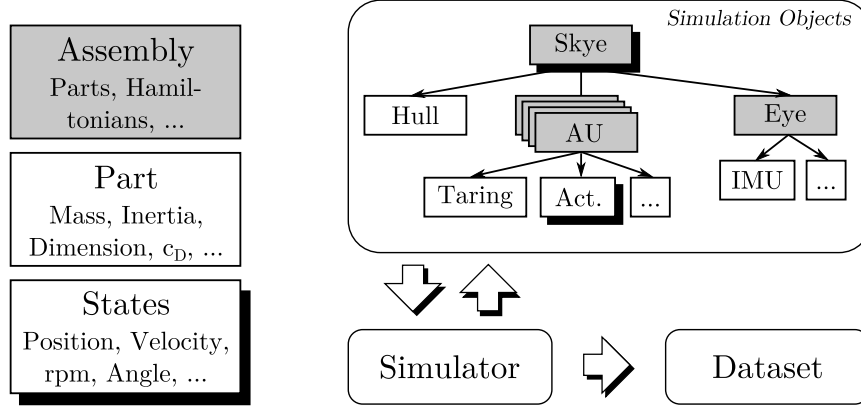 Assembly
Parts, Hamil-
tonians, ...
Part
Mass, Inertia,
Dimension, c_D, ...
States
Position, Velocity,
rpm, Angle, ...
Simulation Objects
Skye
Hull
AU
Eye
Taring
Act.
...
IMU
...
Simulator
Dataset